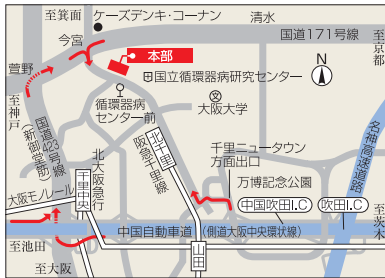 至箕面
ケーズデンキ・コーナン
清水
国道171号線
至京都
今宮
本部
国立循環器病研究センター
N
萱野
文
大阪大学
循環器病
センター前
至神戸
国道423号線
(新御堂筋)
北大阪急行
千里中央
阪急千里線
北千里
千里ニュータウン
方面出口
万博記念公園
中国吹田I.C
吹田I.C
名神高速道路
至茨木
大阪モノレール
中国自動車道(側道大阪中央環状線)
至池田
山田
至大阪